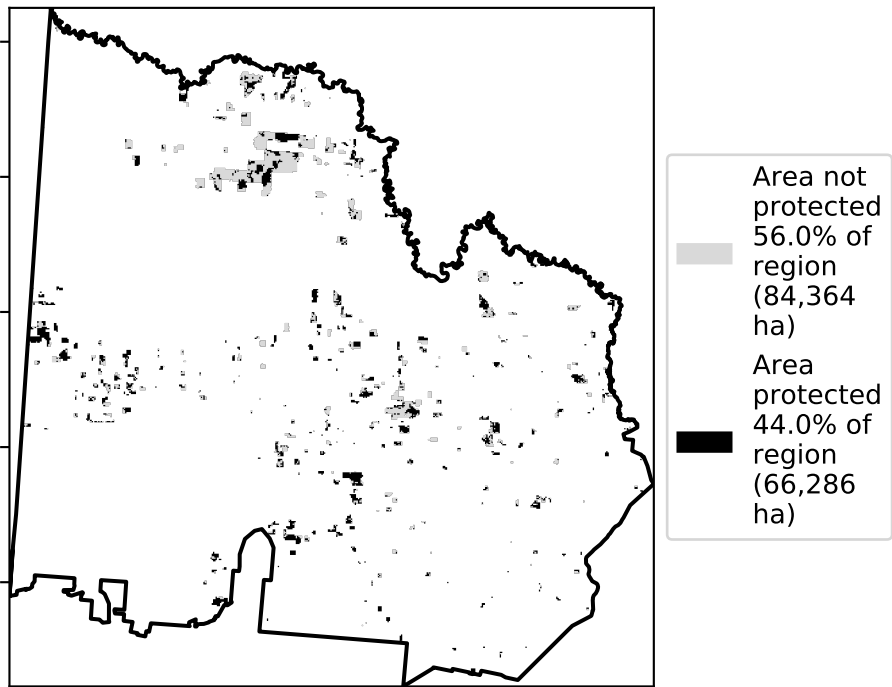 Area not
protected
56.0% of
region
(84,364
ha)
Area
protected
44.0% of
region
(66,286
ha)